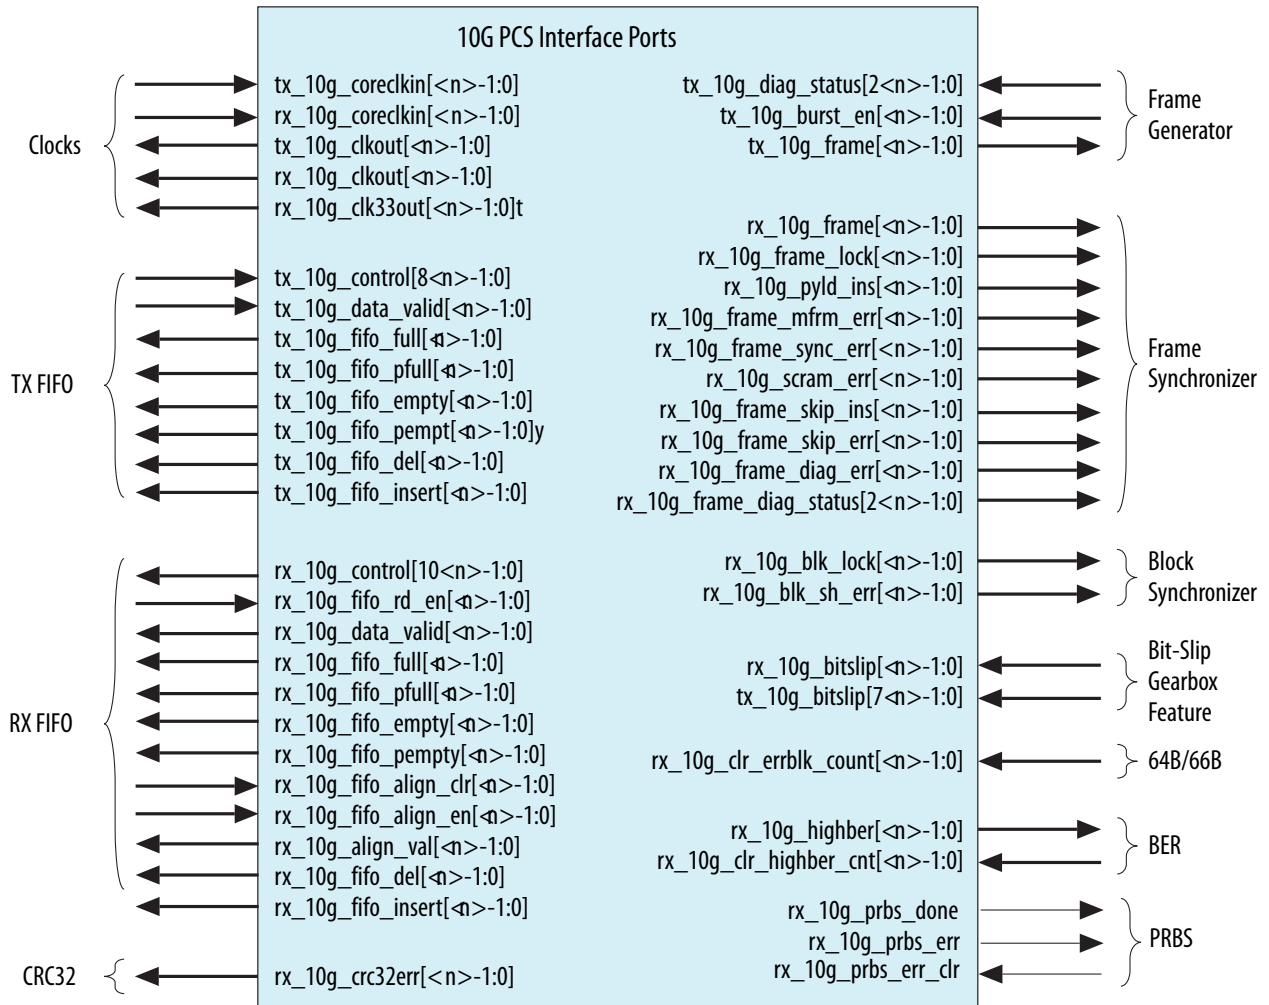 10G PCS Interface Ports
Clocks
tx_10g_coreclkin[<n>-1:0]
rx_10g_coreclkin[<n>-1:0]
tx_10g_clkout[<n>-1:0]
rx_10g_clkout[<n>-1:0]
rx_10g_clk33out[<n>-1:0]t
TX FIFO
tx_10g_control[8<n>-1:0]
tx_10g_data_valid[<n>-1:0]
tx_10g_fifo_full[<n>-1:0]
tx_10g_fifo_pfull[<n>-1:0]
tx_10g_fifo_empty[<n>-1:0]
tx_10g_fifo_pempt[<n>-1:0]y
tx_10g_fifo_del[<n>-1:0]
tx_10g_fifo_insert[<n>-1:0]
RX FIFO
rx_10g_control[10<n>-1:0]
rx_10g_fifo_rd_en[<n>-1:0]
rx_10g_data_valid[<n>-1:0]
rx_10g_fifo_full[<n>-1:0]
rx_10g_fifo_pfull[<n>-1:0]
rx_10g_fifo_empty[<n>-1:0]
rx_10g_fifo_pempty[<n>-1:0]
rx_10g_fifo_align_clr[<n>-1:0]
rx_10g_fifo_align_en[<n>-1:0]
rx_10g_align_val[<n>-1:0]
rx_10g_fifo_del[<n>-1:0]
rx_10g_fifo_insert[<n>-1:0]
CRC32
rx_10g_crc32err[<n>-1:0]
tx_10g_diag_status[2<n>-1:0]
tx_10g_burst_en[<n>-1:0]
tx_10g_frame[<n>-1:0]
Frame
Generator
rx_10g_frame[<n>-1:0]
rx_10g_frame_lock[<n>-1:0]
rx_10g_pyld_ins[<n>-1:0]
rx_10g_frame_mfrm_err[<n>-1:0]
rx_10g_frame_sync_err[<n>-1:0]
rx_10g_scram_err[<n>-1:0]
rx_10g_frame_skip_ins[<n>-1:0]
rx_10g_frame_skip_err[<n>-1:0]
rx_10g_frame_diag_err[<n>-1:0]
rx_10g_frame_diag_status[2<n>-1:0]
Frame
Synchronizer
rx_10g_blk_lock[<n>-1:0]
rx_10g_blk_sh_err[<n>-1:0]
Block
Synchronizer
rx_10g_bitslip[<n>-1:0]
tx_10g_bitslip[7<n>-1:0]
Bit-Slip
Gearbox
Feature
rx_10g_clr_errblk_count[<n>-1:0]
64B/66B
rx_10g_highber[<n>-1:0]
rx_10g_clr_highber_cnt[<n>-1:0]
BER
rx_10g_prbs_done
rx_10g_prbs_err
rx_10g_prbs_err_clr
PRBS